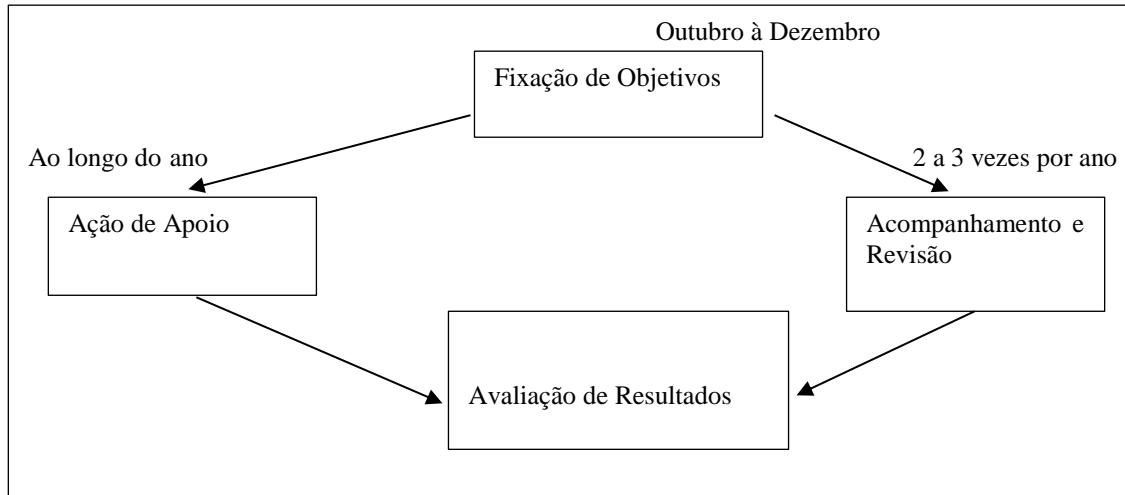 Outubro à Dezembro
Fixação de Objetivos
Ao longo do ano
2 a 3 vezes por ano
Ação de Apoio
Acompanhamento e
Revisão
Avaliação de Resultados